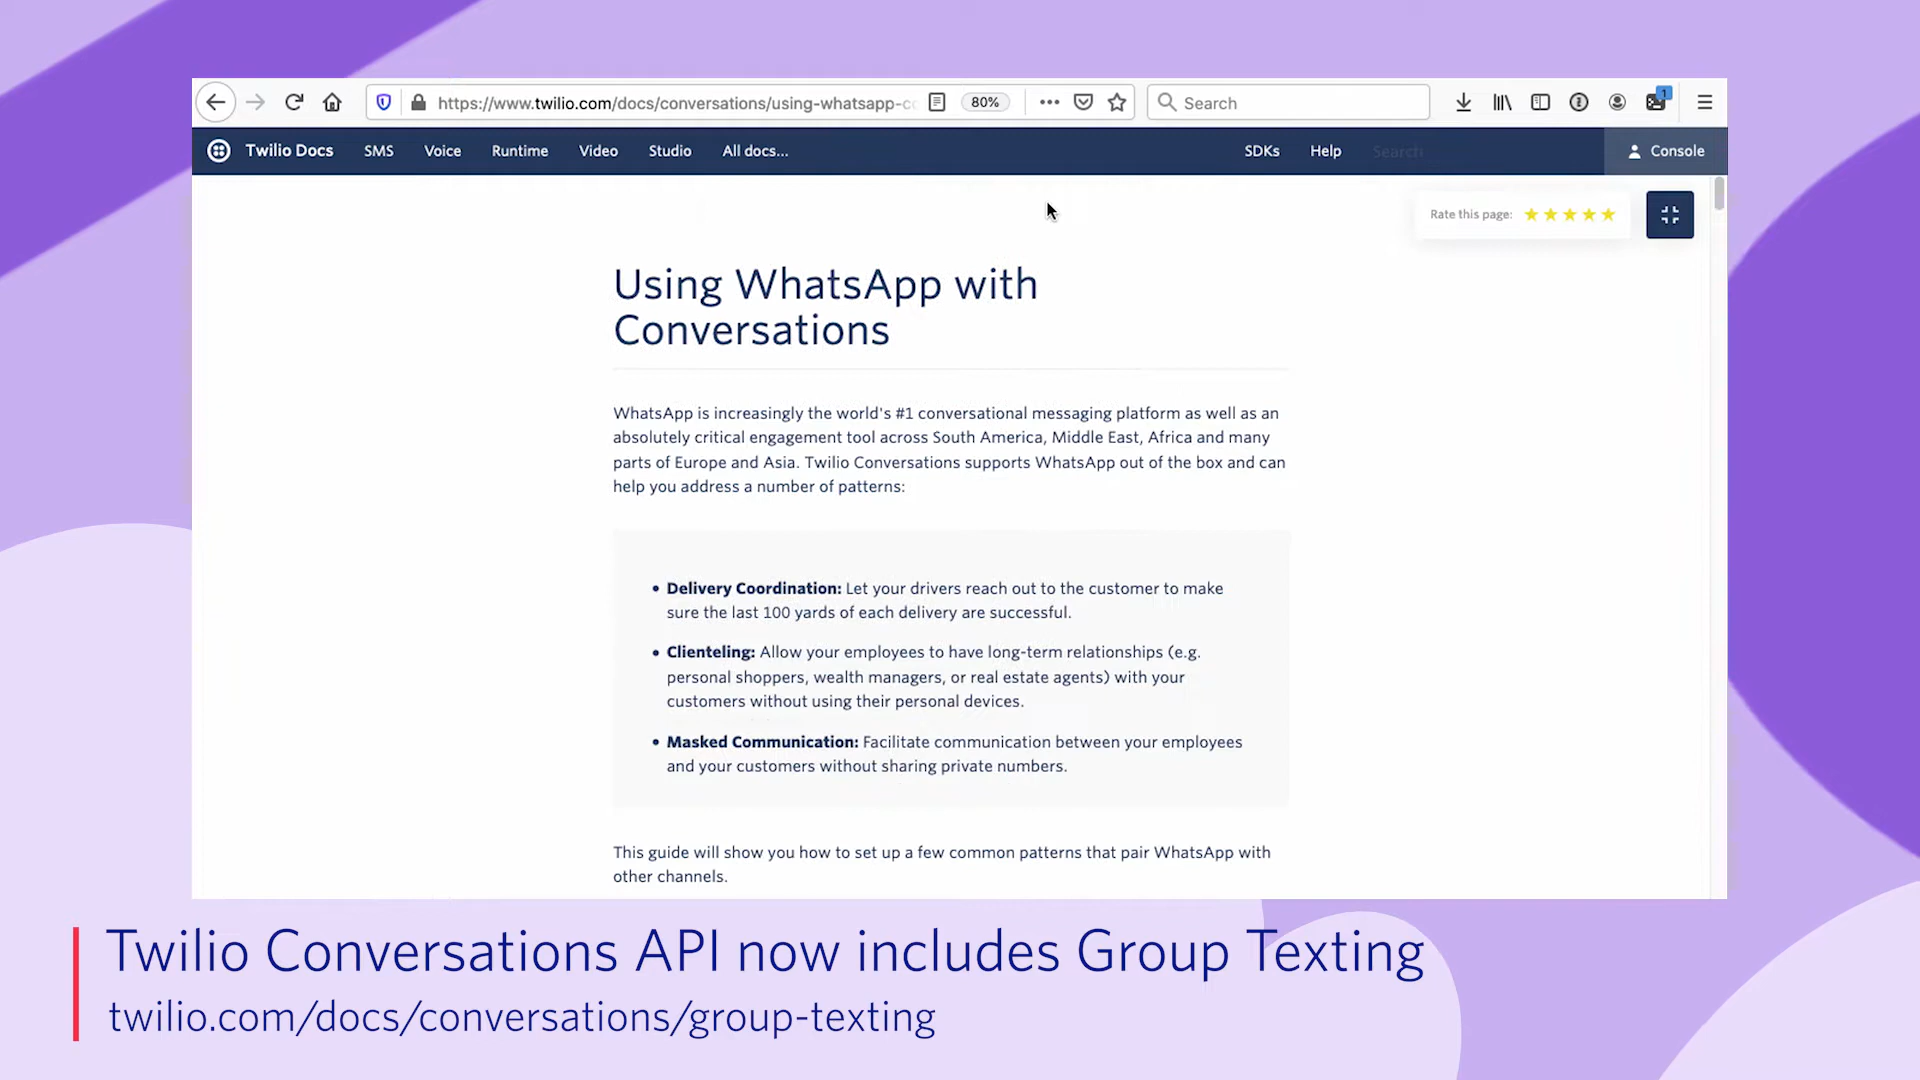 https://www.twilio.com/docs/conversations/using-whatsapp-c
80%
Search
1
Twilio Docs SMS Voice Runtime Video Studio All docs... SDKs Help Search Console
Rate this page:
Using WhatsApp with
Conversations
WhatsApp is increasingly the world's #1 conversational messaging platform as well as an
absolutely critical engagement tool across South America, Middle East, Africa and many
parts of Europe and Asia. Twilio Conversations supports WhatsApp out of the box and can
help you address a number of patterns:
• Delivery Coordination: Let your drivers reach out to the customer to make
sure the last 100 yards of each delivery are successful.
• Clienteling: Allow your employees to have long-term relationships (e.g.
personal shoppers, wealth managers, or real estate agents) with your
customers without using their personal devices.
• Masked Communication: Facilitate communication between your employees
and your customers without sharing private numbers.
This guide will show you how to set up a few common patterns that pair WhatsApp with
other channels.
Twilio Conversations API now includes Group Texting
twilio.com/docs/conversations/group-texting